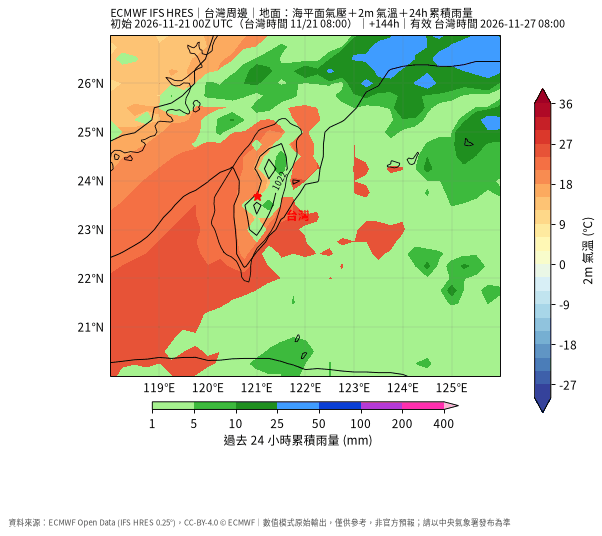 ECMWF IFS HRES｜台灣周邊｜地面：海平面氣壓＋2m 氣溫＋24h 累積雨量
初始 2026-11-21 00Z UTC（台灣時間 11/21 08:00）｜+144h｜有效 台灣時間 2026-11-27 08:00
26°N
25°N
24°N
23°N
22°N
21°N
119°E 120°E 121°E 122°E 123°E 124°E 125°E
台灣
36
27
18
9
0
-9
-18
-27
2m 氣溫 (°C)
1 5 10 25 50 100 200 400
過去 24 小時累積雨量 (mm)
資料來源：ECMWF Open Data (IFS HRES 0.25°)・CC-BY-4.0 © ECMWF｜數值模式原始輸出，僅供參考，非官方預報；請以中央氣象署發布為準